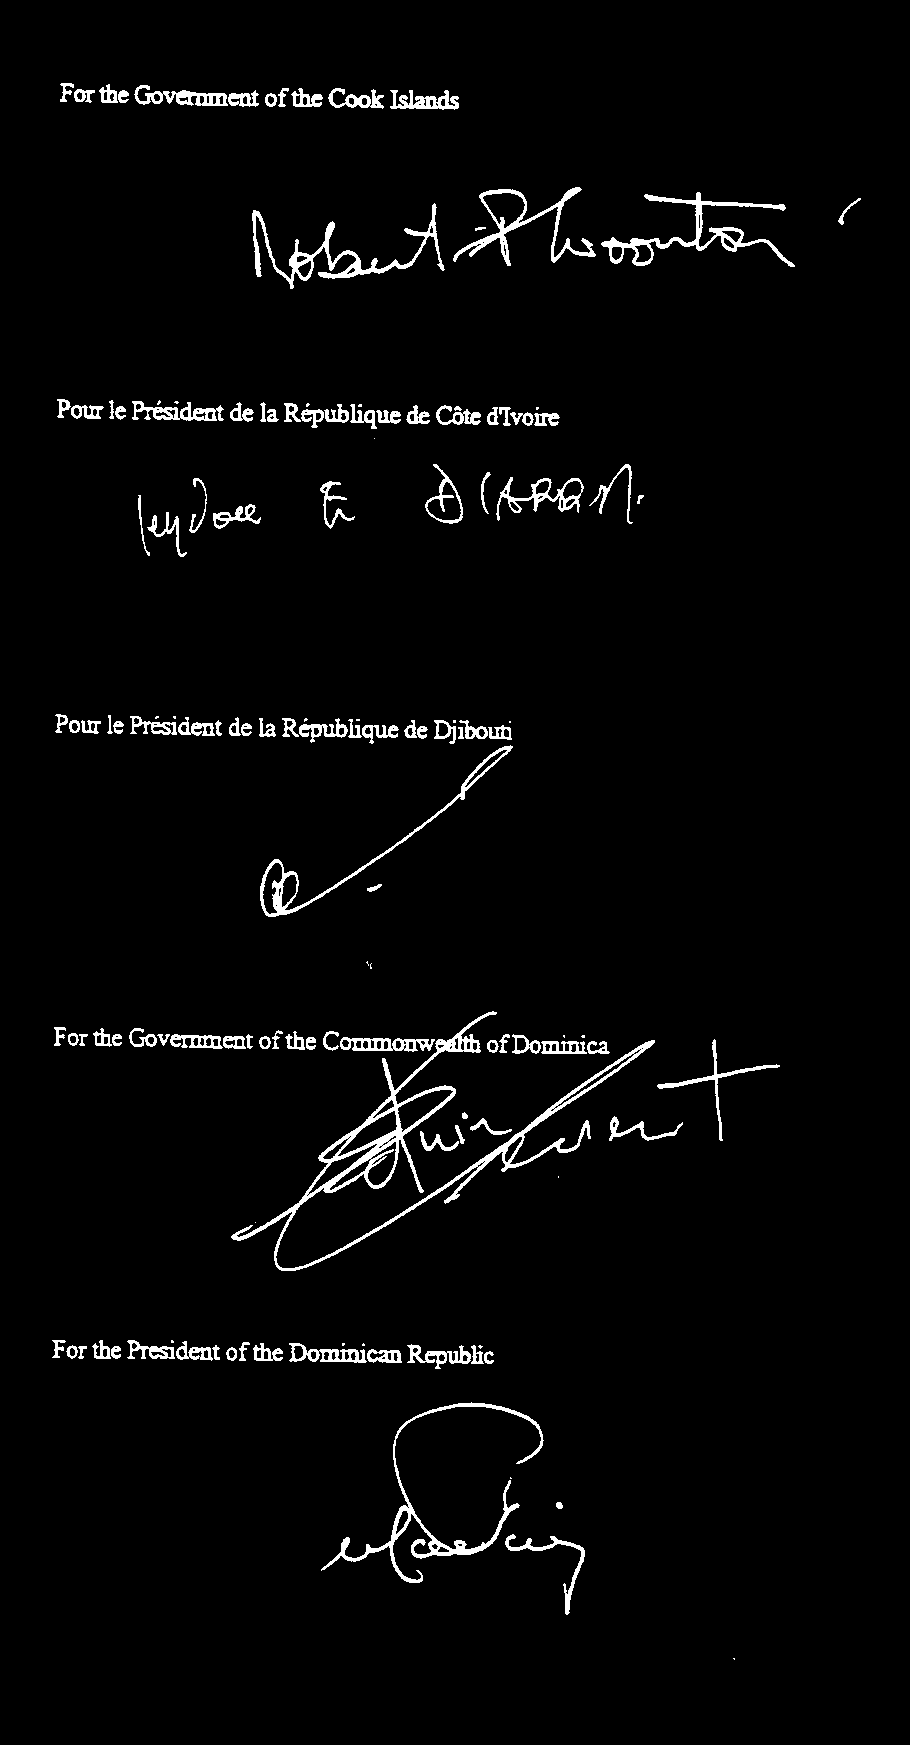 For the Government of the Cook Islands
Robert
Pour le Président de la République de Côte d'Ivoire
E DIARRA.
Pour le Président de la République de Djibouti
For the Government of the Commonwealth of Dominica
For the President of the Dominican Republic